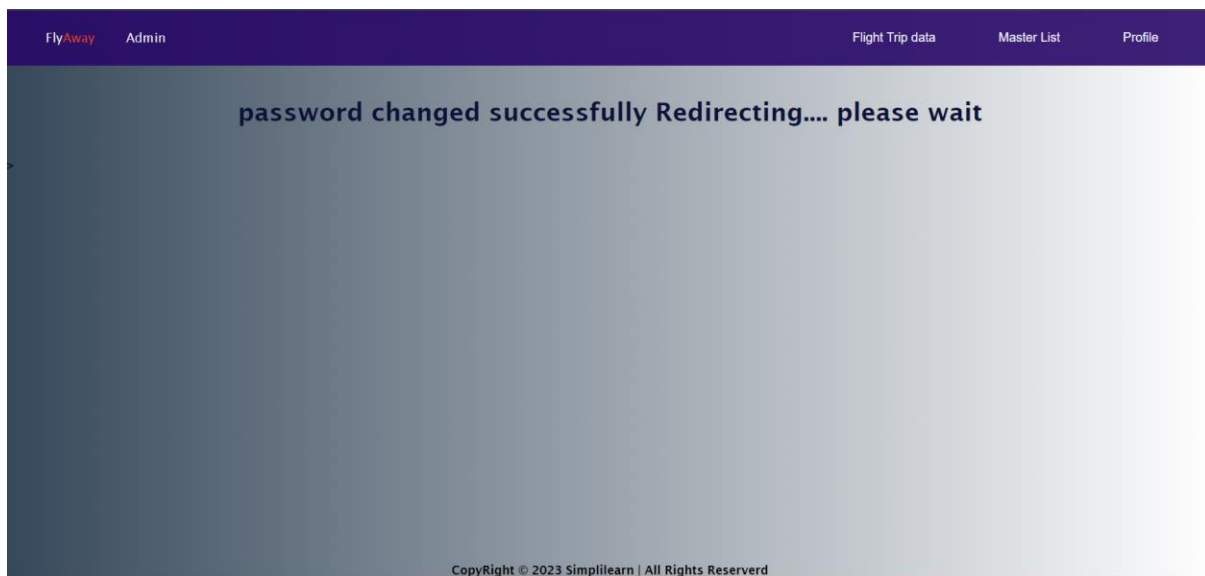 FlyAway Admin Flight Trip data Master List Profile
password changed successfully Redirecting.... please wait
>
CopyRight © 2023 Simplilearn | All Rights Reserverd